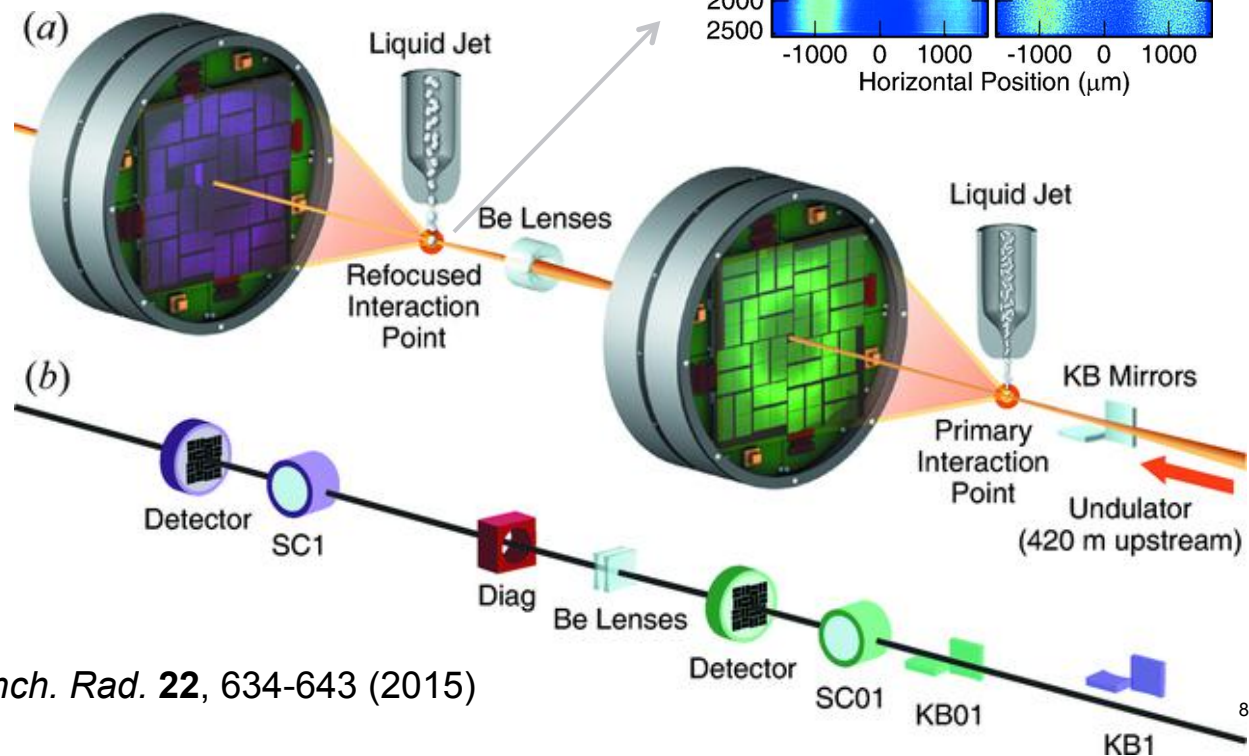 2000
2500
-1000 0 1000 -1000 0 1000
Horizontal Position (μm)
(a)
Liquid Jet
Be Lenses
Refocused
Interaction
Point
Liquid Jet
KB Mirrors
Primary
Interaction
Point
Undulator
(420 m upstream)
(b)
Detector
SC1
Diag
Be Lenses
Detector
SC01
KB01
KB1
nch. Rad. 22, 634-643 (2015)
8